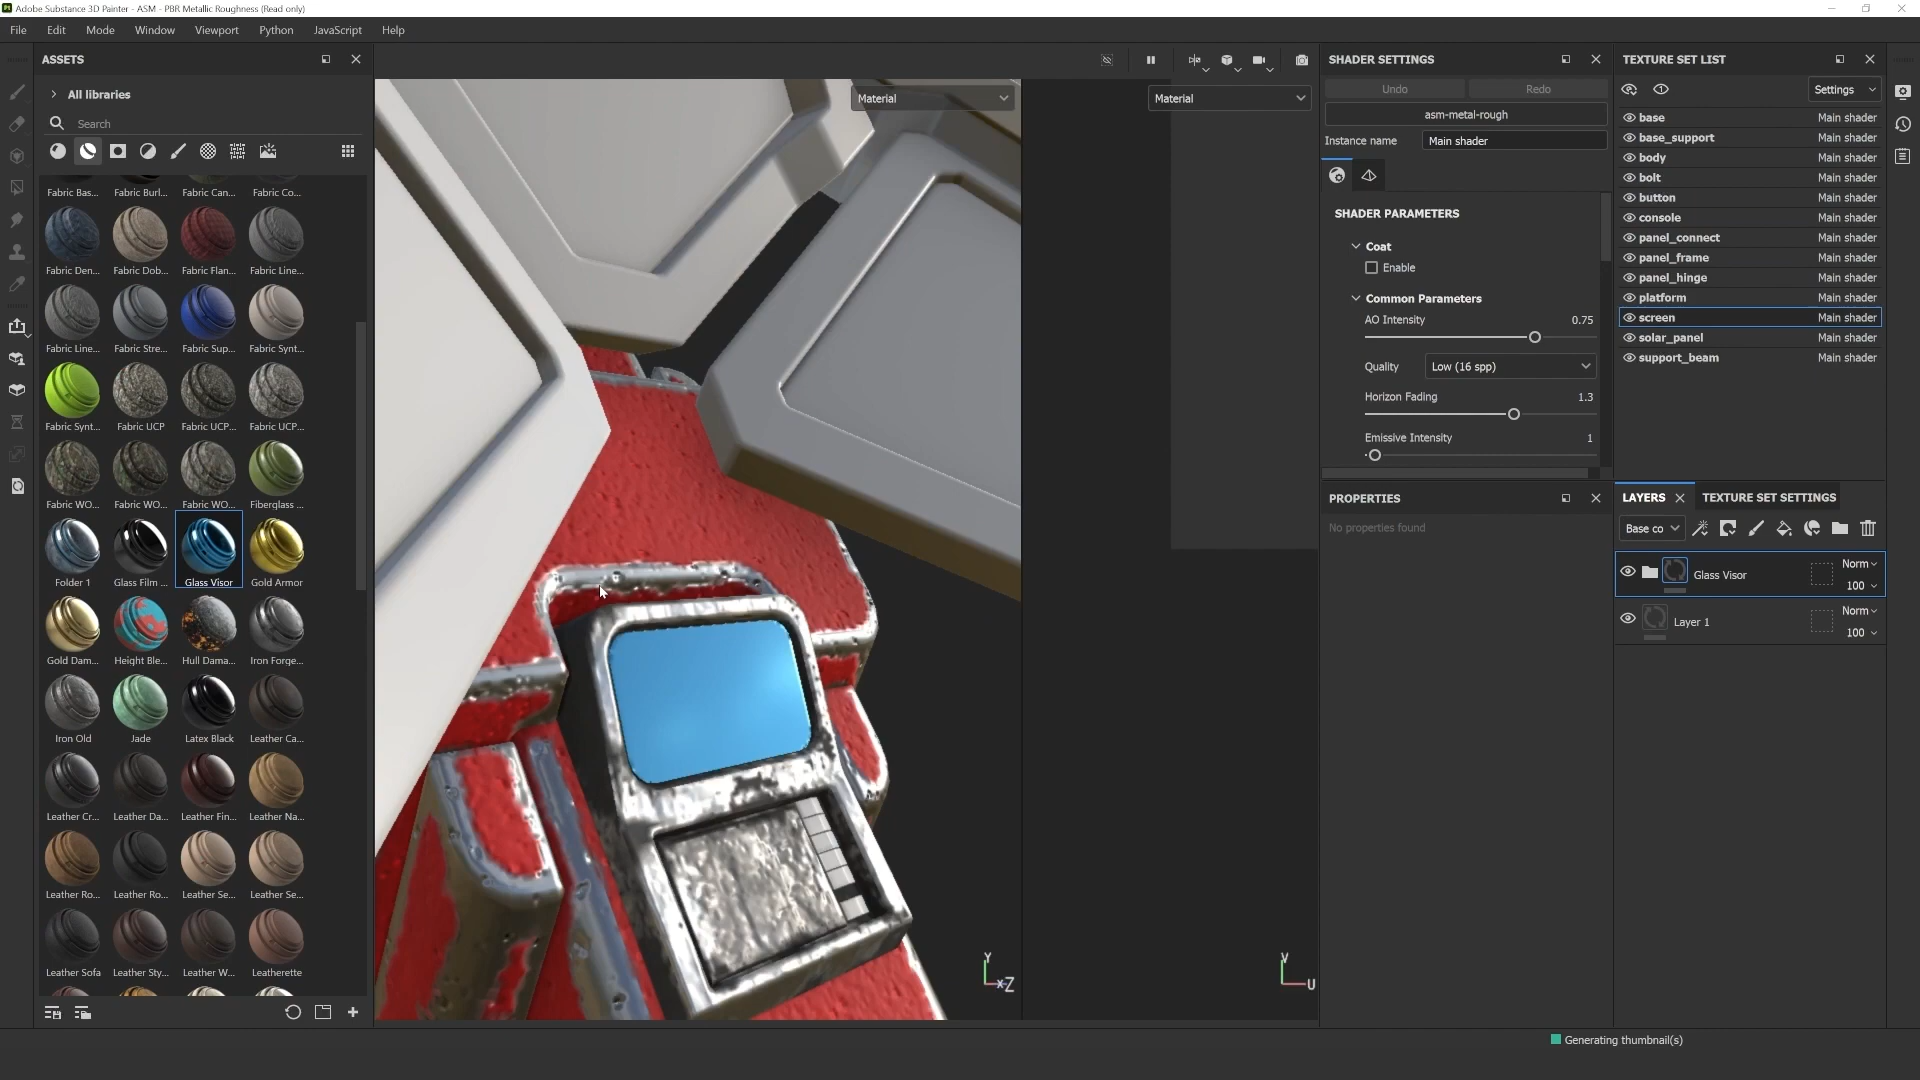 Adobe Substance 3D Painter - ASM - PBR Metallic Roughness (Read only)
File Edit Mode Window Viewport Python JavaScript Help
ASSETS
All libraries
Search
Fabric Bas... Fabric Burl... Fabric Can... Fabric Co...
Fabric Den... Fabric Dob... Fabric Flan... Fabric Line...
Fabric Line... Fabric Stre... Fabric Sup... Fabric Synt...
Fabric Synt... Fabric UCP Fabric UCP... Fabric UCP...
Fabric WO... Fabric WO... Fabric WO... Fiberglass ...
Folder 1 Glass Film ... Glass Visor Gold Armor
Gold Dam... Height Ble... Hull Dama... Iron Forge...
Iron Old Jade Latex Black Leather Ca...
Leather Cr... Leather Da... Leather Fin... Leather Na...
Leather Ro... Leather Ro... Leather Se... Leather Se...
Leather Sofa Leather Sty... Leather W... Leatherette
Material
Material
Y
X Z
V
U
SHADER SETTINGS
Undo Redo
asm-metal-rough
Instance name Main shader
SHADER PARAMETERS
Coat
Enable
Common Parameters
AO Intensity 0.75
Quality Low (16 spp)
Horizon Fading 1.3
Emissive Intensity 1
PROPERTIES
No properties found
TEXTURE SET LIST
Settings
base Main shader
base_support Main shader
body Main shader
bolt Main shader
button Main shader
console Main shader
panel_connect Main shader
panel_frame Main shader
panel_hinge Main shader
platform Main shader
screen Main shader
solar_panel Main shader
support_beam Main shader
LAYERS TEXTURE SET SETTINGS
Base co
Glass Visor Norm
100
Layer 1 Norm
100
Generating thumbnail(s)